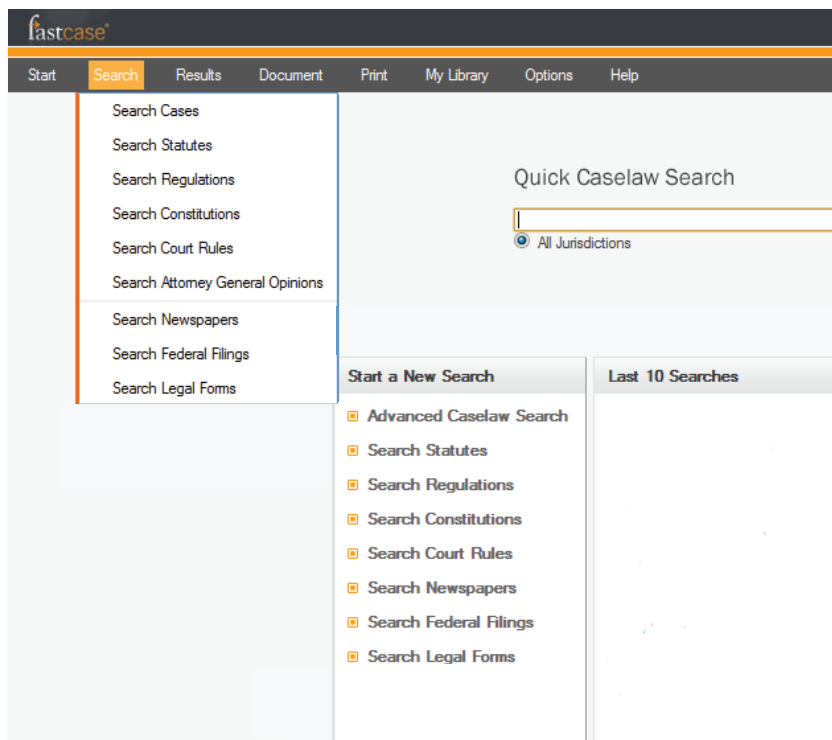 fastcase®
Start Search Results Document Print My Library Options Help
Search Cases
Search Statutes
Search Regulations
Search Constitutions
Search Court Rules
Search Attorney General Opinions
Search Newspapers
Search Federal Filings
Search Legal Forms
Quick Caselaw Search
All Jurisdictions
Start a New Search
Advanced Caselaw Search
Search Statutes
Search Regulations
Search Constitutions
Search Court Rules
Search Newspapers
Search Federal Filings
Search Legal Forms
Last 10 Searches